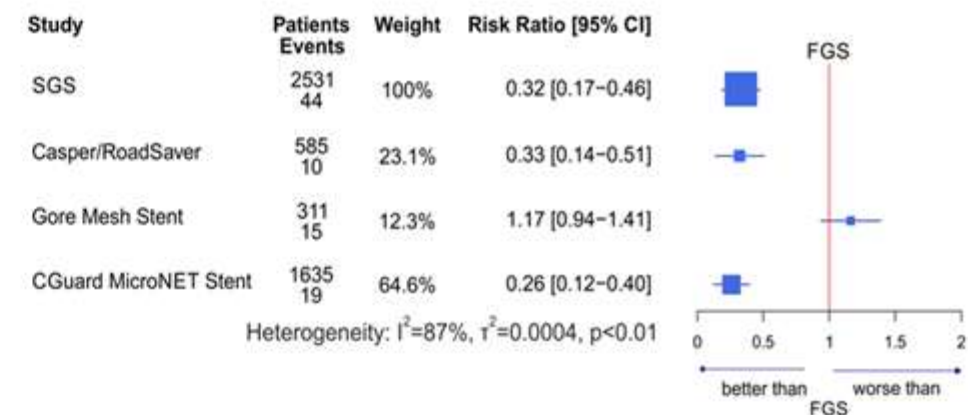 Study Patients Events Weight Risk Ratio [95% CI]
FGS
SGS 2531 44 100% 0.32 [0.17−0.46]
Casper/RoadSaver 585 10 23.1% 0.33 [0.14−0.51]
Gore Mesh Stent 311 15 12.3% 1.17 [0.94−1.41]
CGuard MicroNET Stent 1635 19 64.6% 0.26 [0.12−0.40]
Heterogeneity: I²=87%, τ²=0.0004, p<0.01
0 0.5 1 1.5 2
better than worse than
FGS